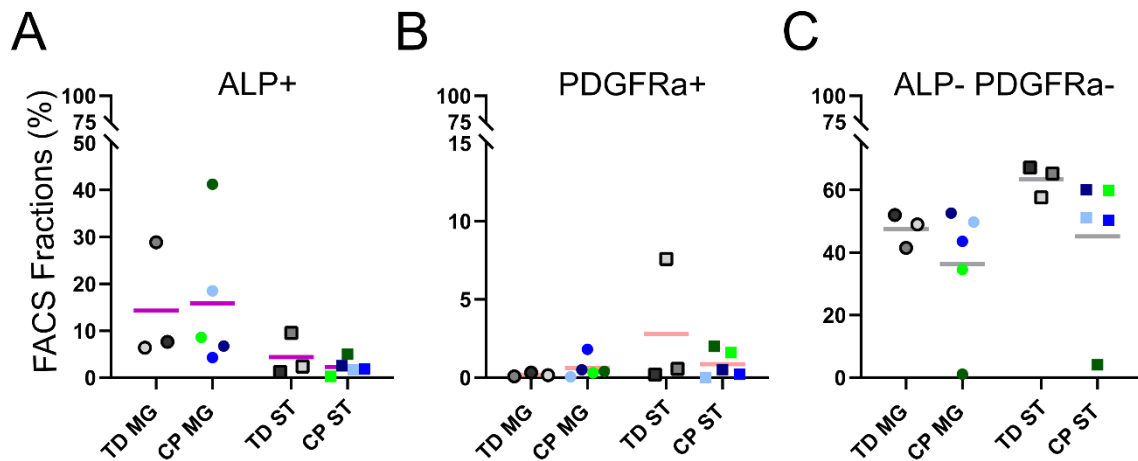 A
B
C
ALP+
PDGFRa+
ALP- PDGFRa-
FACS Fractions (%)
100
75
50
40
30
20
10
0
TD MG
CP MG
TD ST
CP ST
100
75
15
10
5
0
TD MG
CP MG
TD ST
CP ST
100
75
60
40
20
0
TD MG
CP MG
TD ST
CP ST